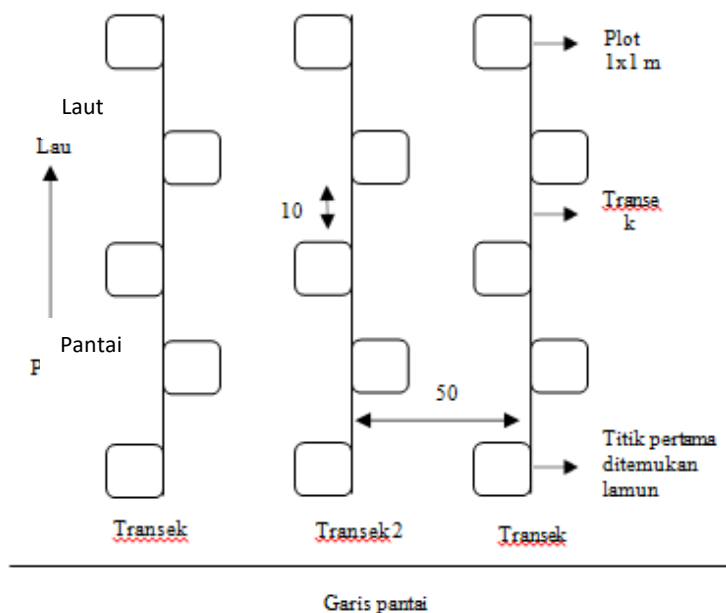 Plot
1x1 m
Laut
Lau
Transe
k
10
Pantai
P
50
Titik pertama
ditemukan
lamun
Transek
Transek 2
Transek
Garis pantai